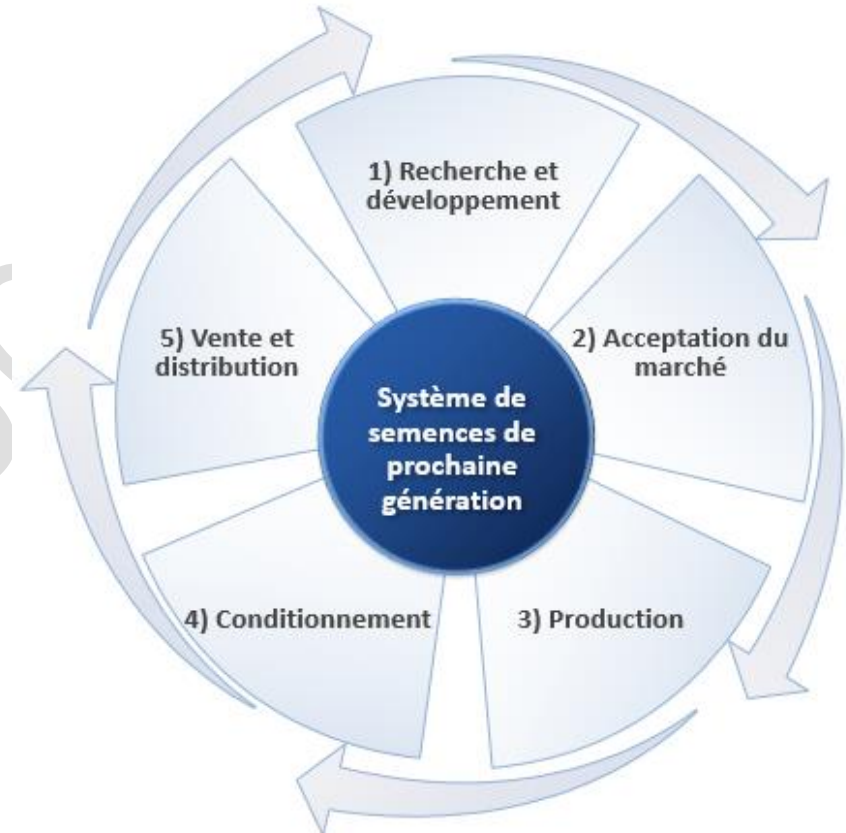 1) Recherche et
développement
2) Acceptation du
marché
3) Production
4) Conditionnement
5) Vente et
distribution
Système de
semences de
prochaine
génération